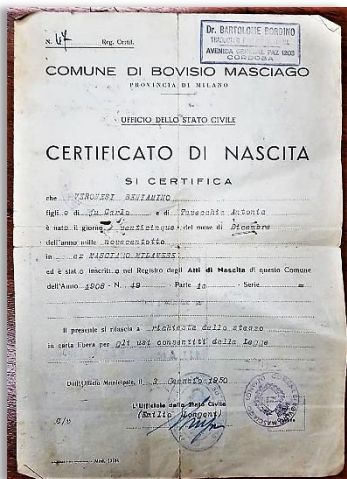 N. 47 Reg. Certif.
Dr. BARTOLOME BORDINO
AVENIDA GENERAL PAZ 1203
CORDOBA
COMUNE DI BOVISIO MASCIAGO
PROVINCIA DI MILANO
UFFICIO DELLO STATO CIVILE
CERTIFICATO DI NASCITA
SI CERTIFICA
che VERONESI BENIAMINO
figlio di fu Carlo e di Tavecchio Antonia
è nato il giorno venticinque del mese di Dicembre
dell'anno mille novecentotto
in ex MASCIAGO MILANESE
ed è stato inscritto nel Registro degli Atti di Nascita di questo Comune
dell'Anno 1908 - N. 49 - Parte 1a - Serie =
Il presente si rilascia a richiesta dello stesso
in carta libera per gli usi consentiti dalla Legge
Dall'Ufficio Municipale, li 3 Gennaio 1950
L'Ufficiale dello Stato Civile
(Emilio Longoni)